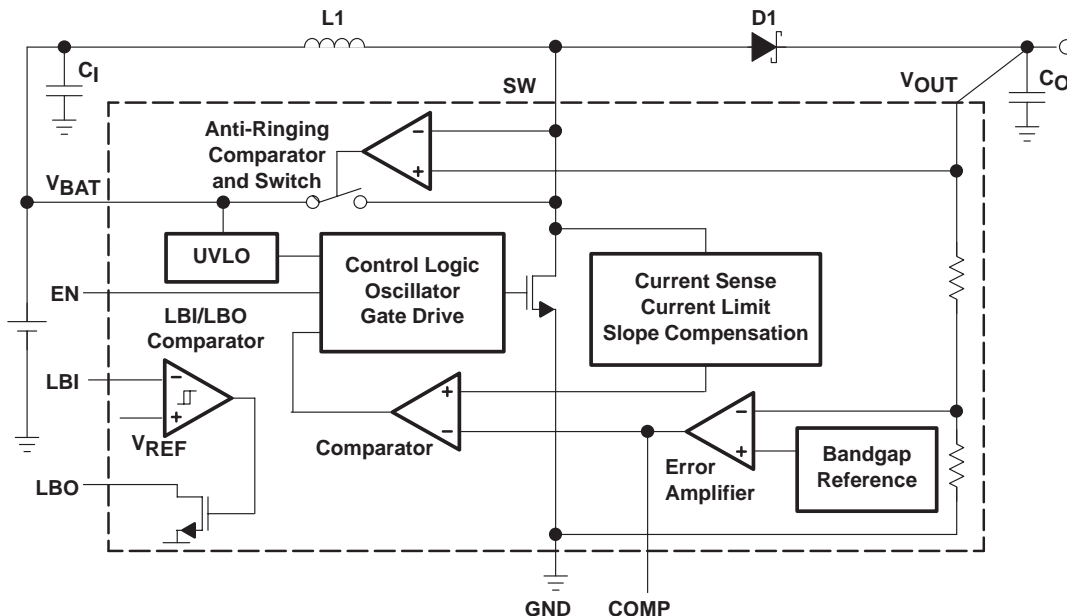 L1
D1
CI
SW
VOUT
CO
Anti-Ringing
Comparator
and Switch
VBAT
UVLO
Control Logic
Oscillator
Gate Drive
Current Sense
Current Limit
Slope Compensation
EN
LBI/LBO
Comparator
LBI
−
+
VREF
LBO
+
−
Comparator
−
+
Error
Amplifier
Bandgap
Reference
−
+
GND
COMP